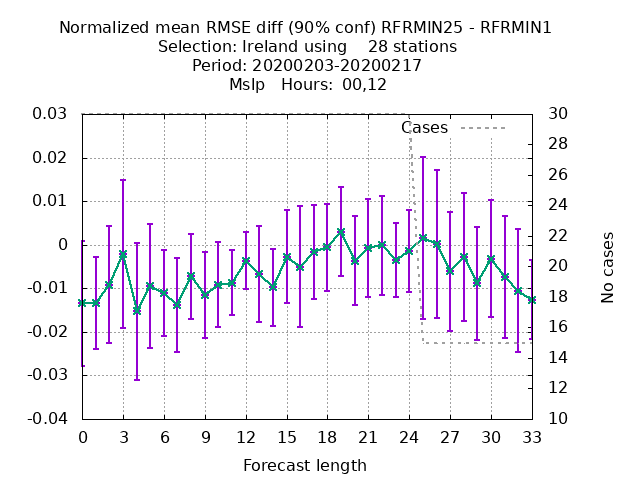 Normalized mean RMSE diff (90% conf) RFRMIN25 - RFRMIN1
Selection: Ireland using 28 stations
Period: 20200203-20200217
Mslp Hours: 00,12
Cases
0.03
0.02
0.01
0
-0.01
-0.02
-0.03
-0.04
30
28
26
24
22
20
18
16
14
12
10
No cases
0 3 6 9 12 15 18 21 24 27 30 33
Forecast length